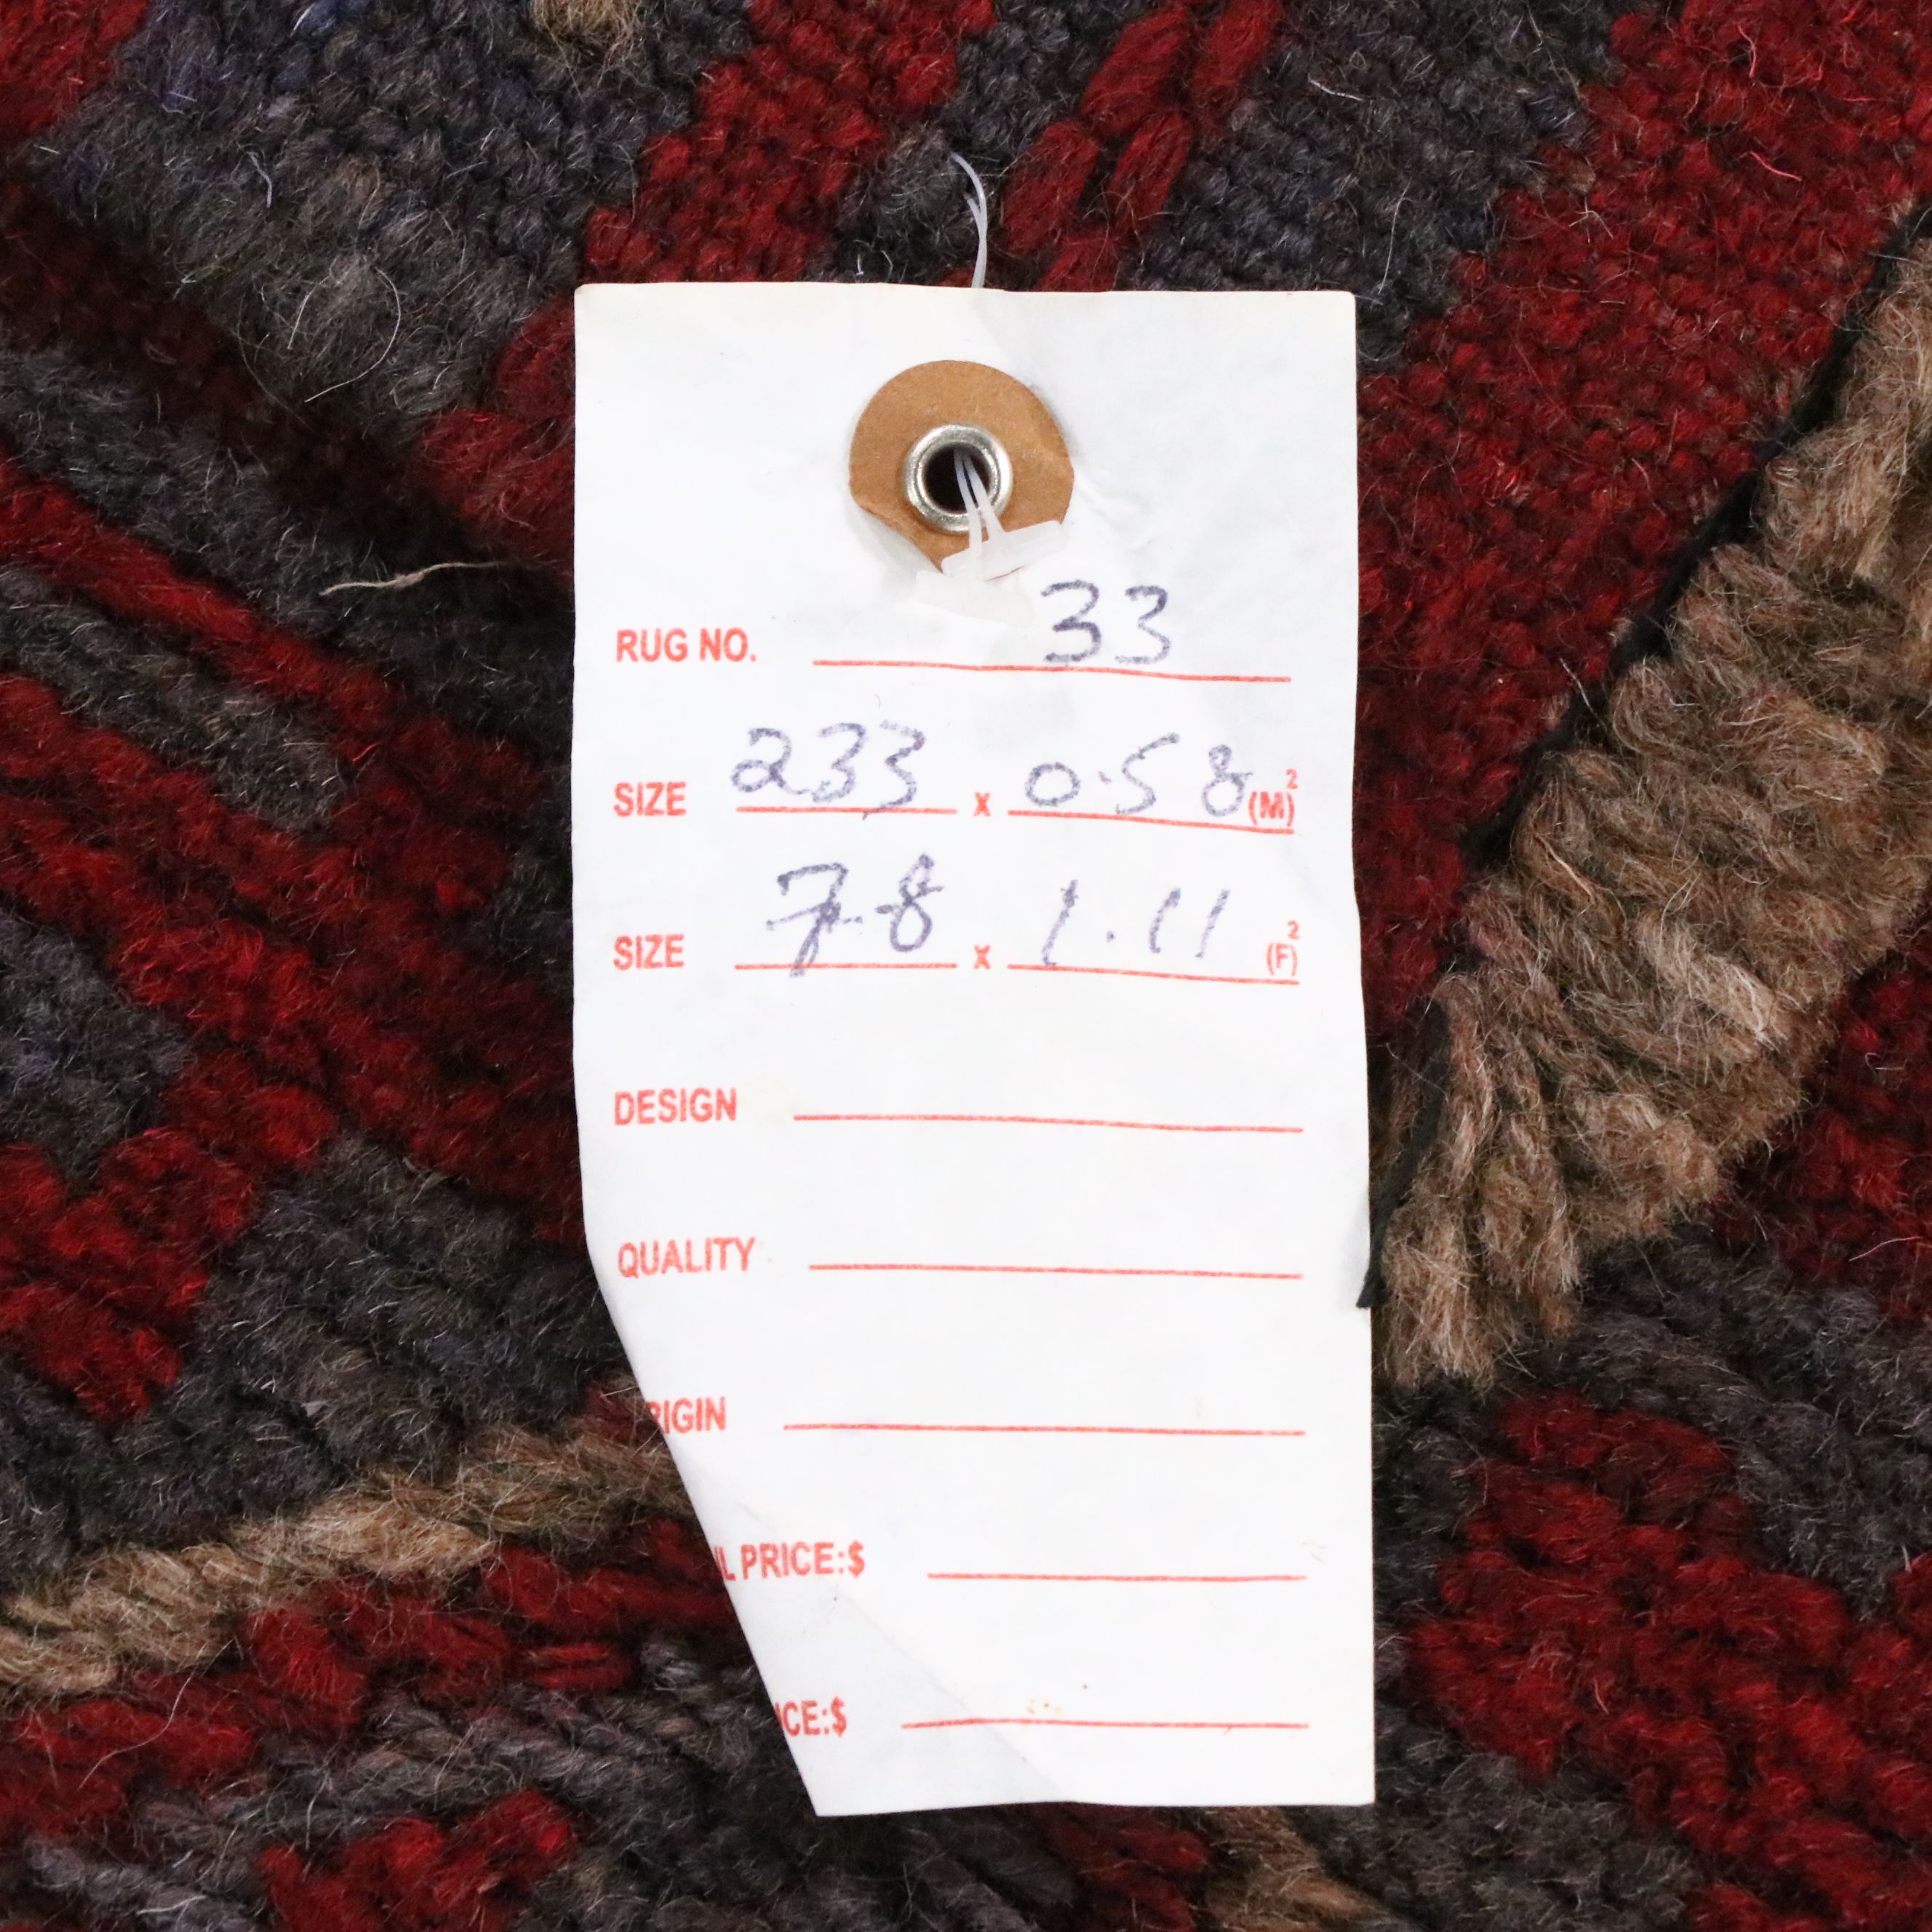 RUG NO. 33
SIZE 233 x 0.58 (M)²
SIZE 7.8 x 1.11 (F)²
DESIGN
QUALITY
RIGIN
L PRICE:$
ICE:$